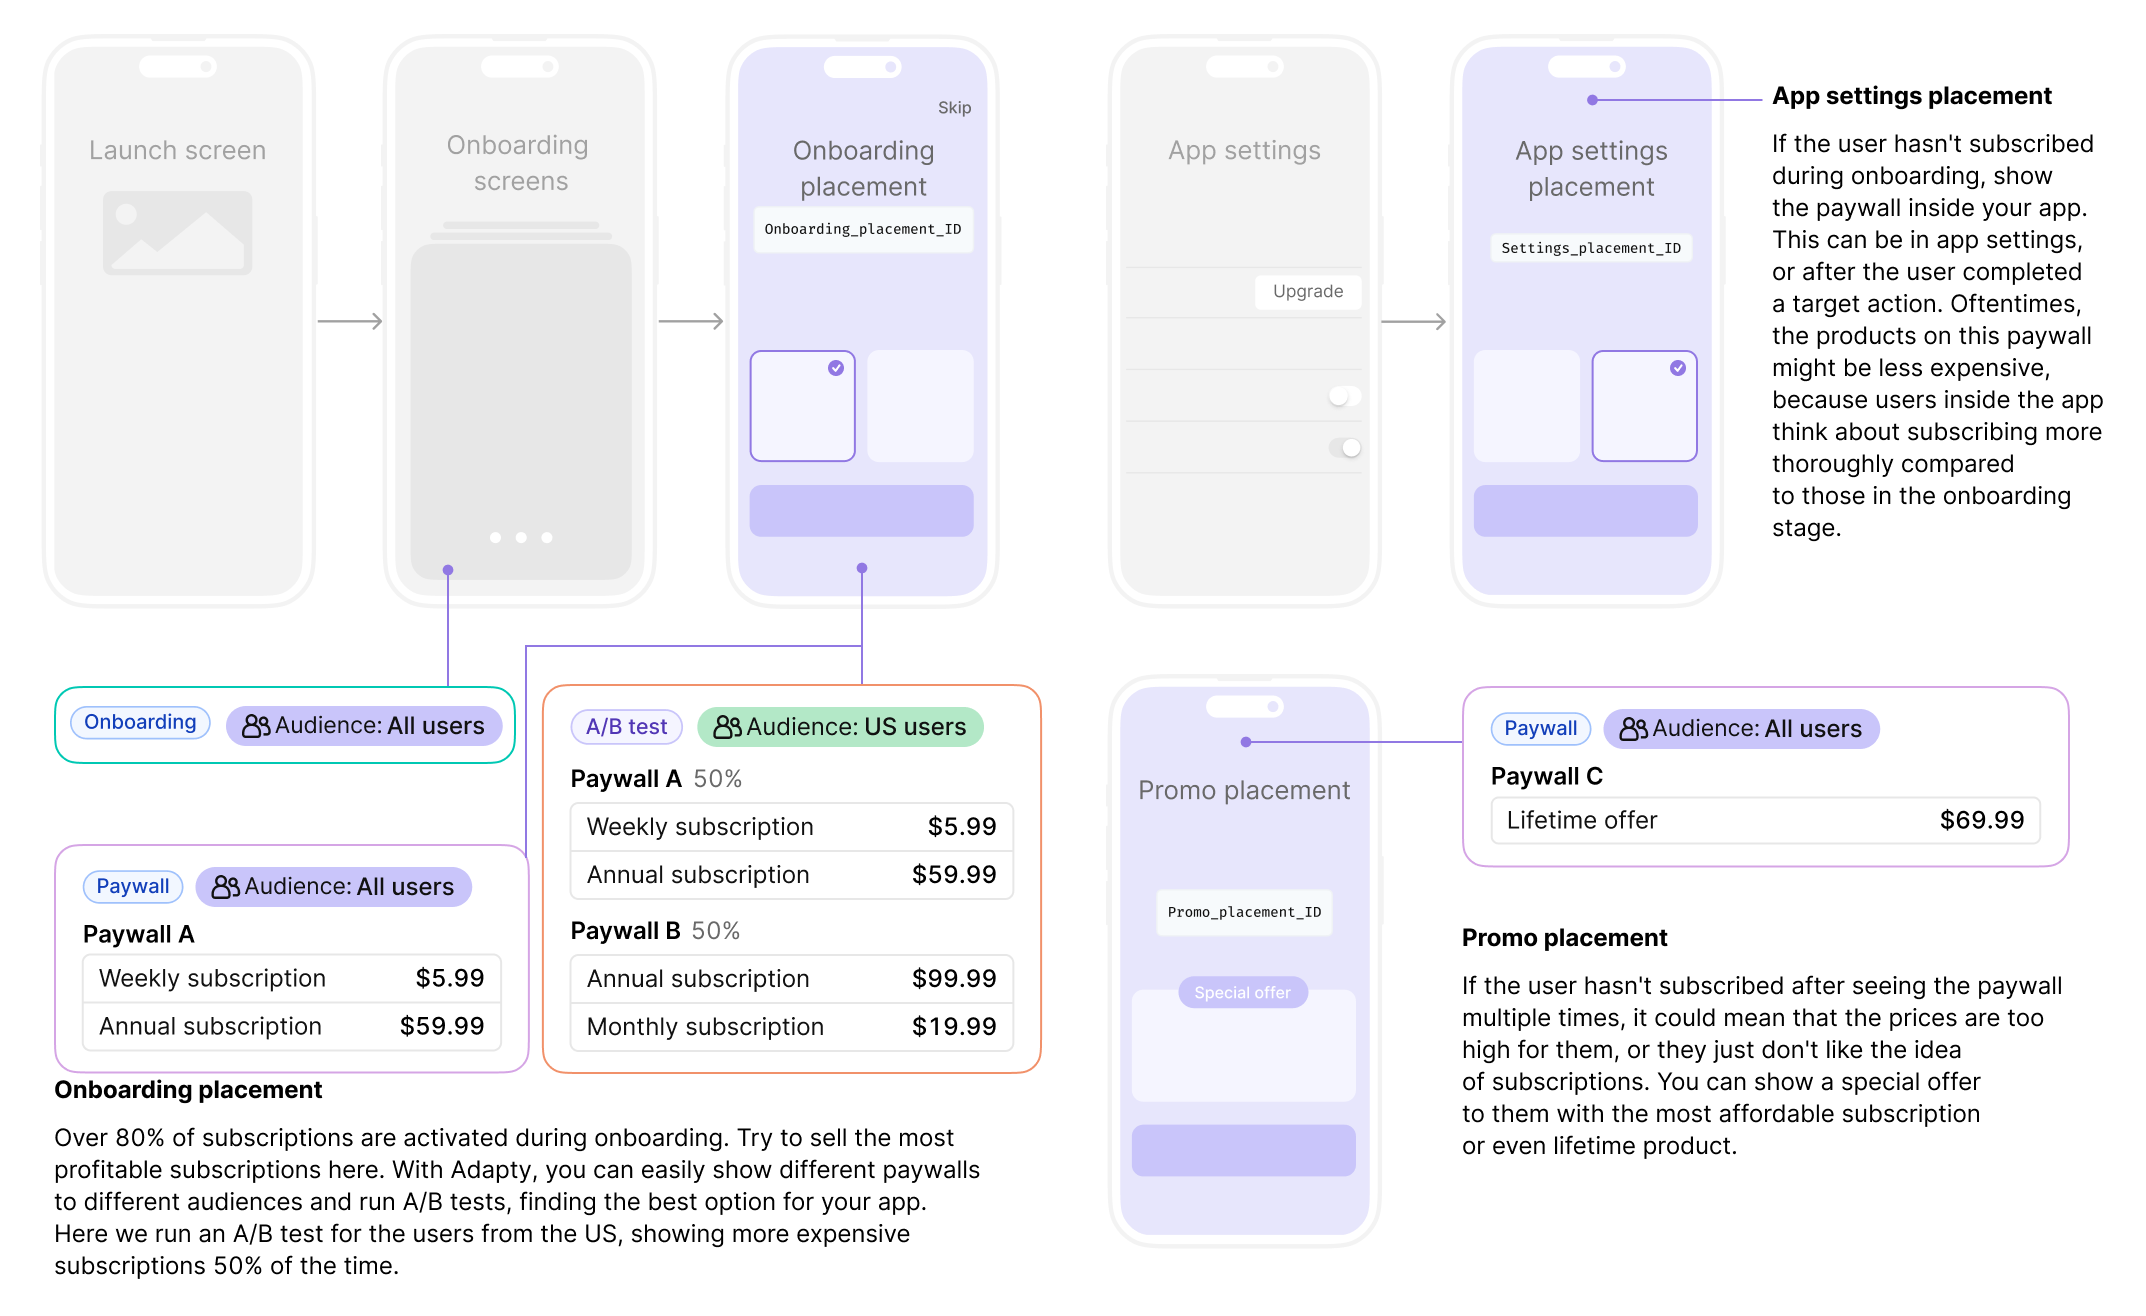 Launch screen
Onboarding
screens
Skip
Onboarding
placement
Onboarding_placement_ID
App settings
Upgrade
App settings
placement
Settings_placement_ID
App settings placement
If the user hasn't subscribed
during onboarding, show
the paywall inside your app.
This can be in app settings,
or after the user completed
a target action. Oftentimes,
the products on this paywall
might be less expensive,
because users inside the app
think about subscribing more
thoroughly compared
to those in the onboarding
stage.
Onboarding Audience: All users
Paywall Audience: All users
Paywall A
Weekly subscription $5.99
Annual subscription $59.99
A/B test Audience: US users
Paywall A 50%
Weekly subscription $5.99
Annual subscription $59.99
Paywall B 50%
Annual subscription $99.99
Monthly subscription $19.99
Onboarding placement
Over 80% of subscriptions are activated during onboarding. Try to sell the most
profitable subscriptions here. With Adapty, you can easily show different paywalls
to different audiences and run A/B tests, finding the best option for your app.
Here we run an A/B test for the users from the US, showing more expensive
subscriptions 50% of the time.
Promo placement
Promo_placement_ID
Special offer
Paywall Audience: All users
Paywall C
Lifetime offer $69.99
Promo placement
If the user hasn't subscribed after seeing the paywall
multiple times, it could mean that the prices are too
high for them, or they just don't like the idea
of subscriptions. You can show a special offer
to them with the most affordable subscription
or even lifetime product.